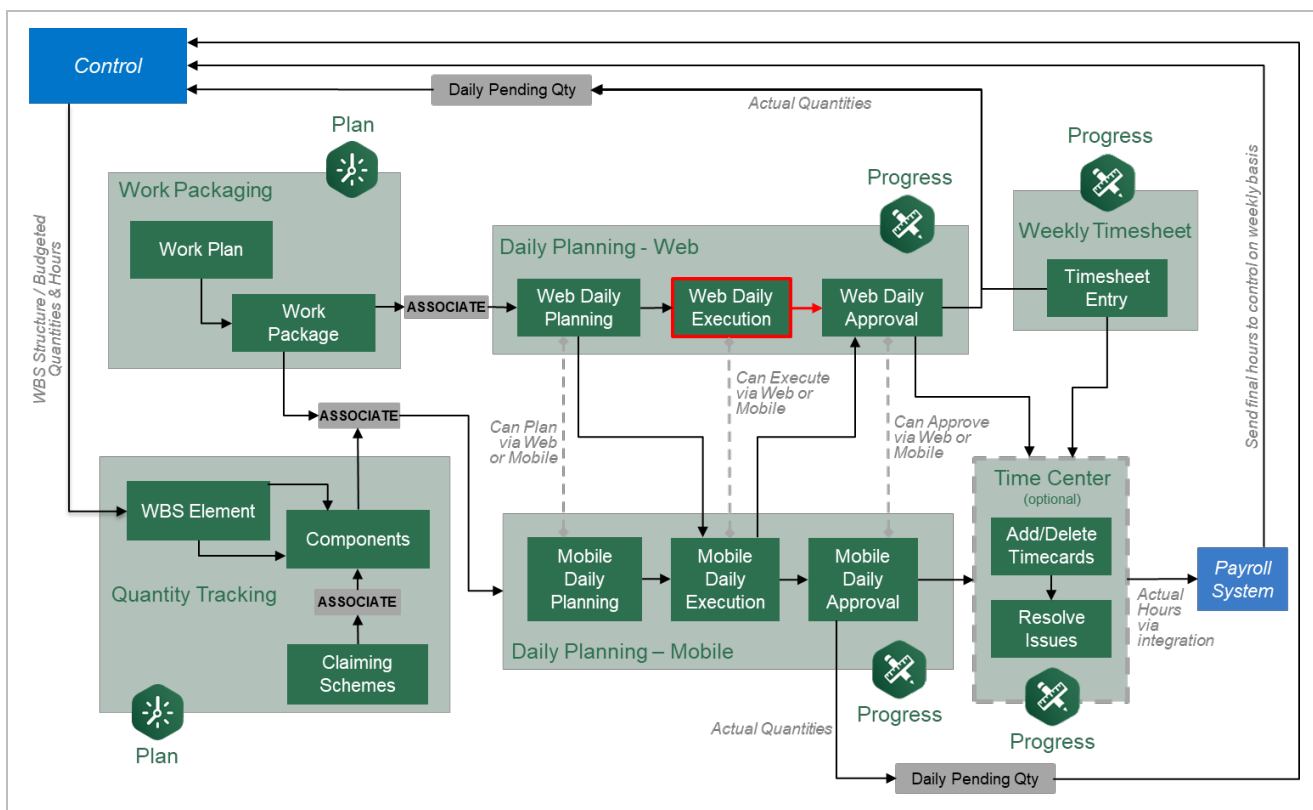 Control
Daily Pending Qty
Actual Quantities
Plan
Progress
Progress
Work Packaging
Work Plan
Work
Package
ASSOCIATE
Daily Planning - Web
Web Daily
Planning
Web Daily
Execution
Web Daily
Approval
Weekly Timesheet
Timesheet
Entry
WBS Structure / Budgeted
Quantities & Hours
Send final hours to control on weekly basis
Can Plan
via Web
or Mobile
Can Execute
via Web or
Mobile
Can Approve
via Web or
Mobile
ASSOCIATE
WBS Element
Components
ASSOCIATE
Quantity Tracking
Claiming
Schemes
Plan
Mobile
Daily
Planning
Mobile
Daily
Execution
Mobile
Daily
Approval
Daily Planning – Mobile
Progress
Time Center
(optional)
Add/Delete
Timecards
Resolve
Issues
Progress
Actual
Hours
via
integration
Payroll
System
Actual Quantities
Daily Pending Qty